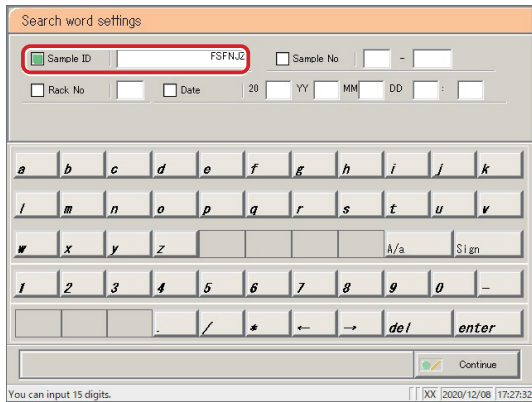 Search word settings
Sample ID FSFNJZ Sample No -
Rack No Date 20 YY MM DD :
a b c d e f g h i j k
l m n o p q r s t u v
w x y z A/a Sign
1 2 3 4 5 6 7 8 9 0 -
. / * ← → del enter
Continue
You can input 15 digits. XX 2020/12/08 17:27:32